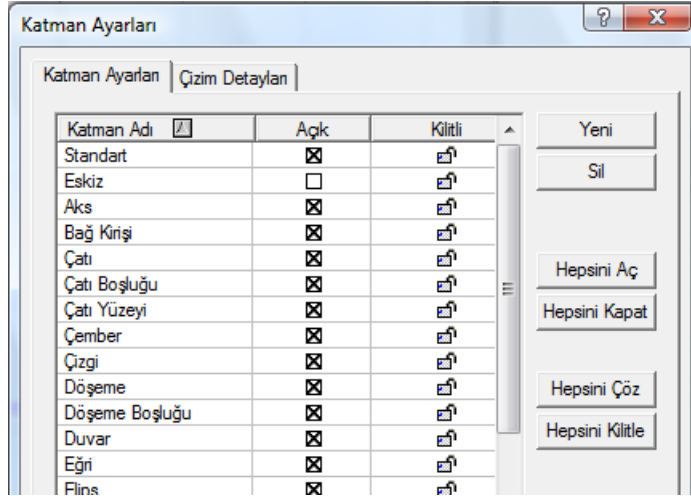 Katman Ayarları
Katman Ayarları Çizim Detayları
Katman Adı Açık Kilitli
Standart
Eskiz
Aks
Bağ Kirişi
Çatı
Çatı Boşluğu
Çatı Yüzeyi
Çember
Çizgi
Döşeme
Döşeme Boşluğu
Duvar
Eğri
Elips
Yeni
Sil
Hepsini Aç
Hepsini Kapat
Hepsini Çöz
Hepsini Kilitle